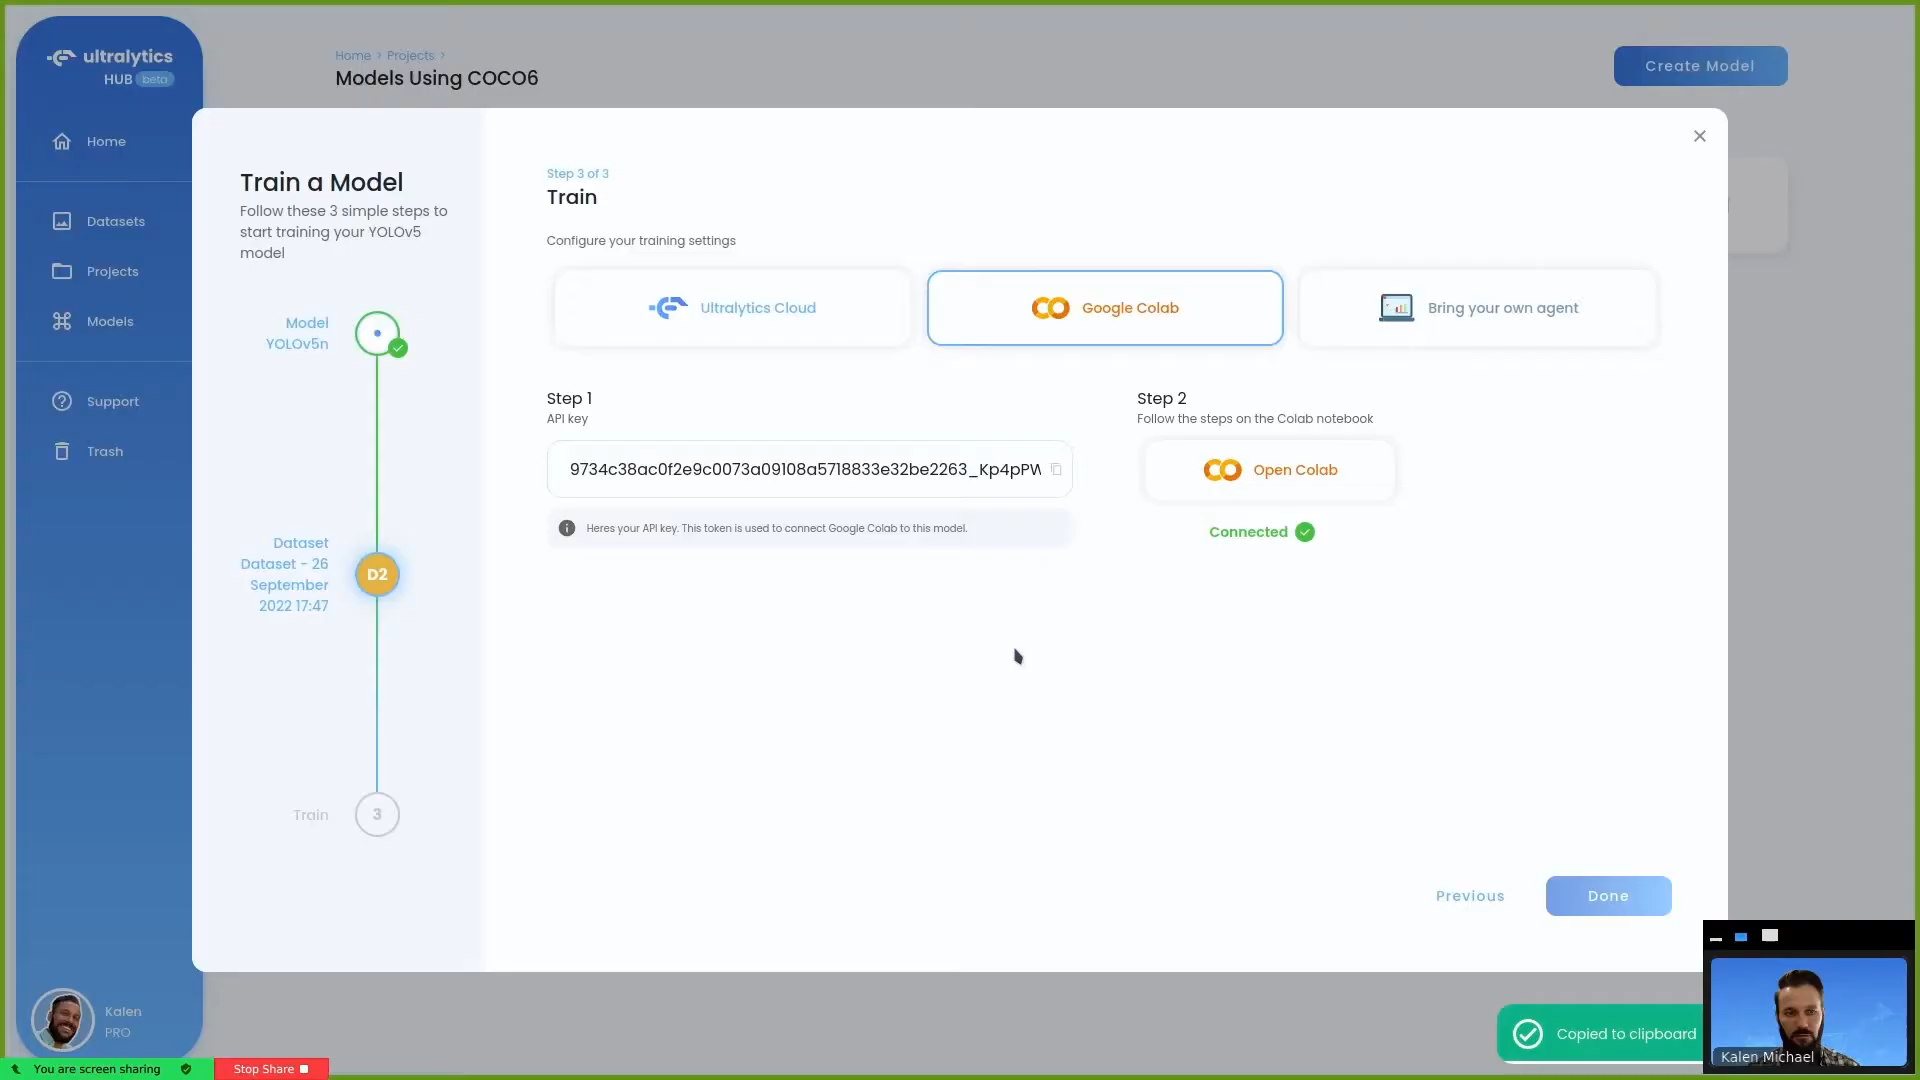 ultralytics
HUB beta
Home
Datasets
Projects
Models
Support
Trash
Kalen
PRO
Home > Projects >
Models Using COCO6
Create Model
Train a Model
Follow these 3 simple steps to
start training your YOLOv5
model
Model
YOLOv5n
Dataset
Dataset - 26
September
2022 17:47
D2
Train
3
Step 3 of 3
Train
Configure your training settings
Ultralytics Cloud
Google Colab
Bring your own agent
Step 1
API key
9734c38ac0f2e9c0073a09108a5718833e32be2263_Kp4pPW
Heres your API key. This token is used to connect Google Colab to this model.
Step 2
Follow the steps on the Colab notebook
Open Colab
Connected
Previous
Done
Copied to clipboard
Kalen Michael
You are screen sharing
Stop Share